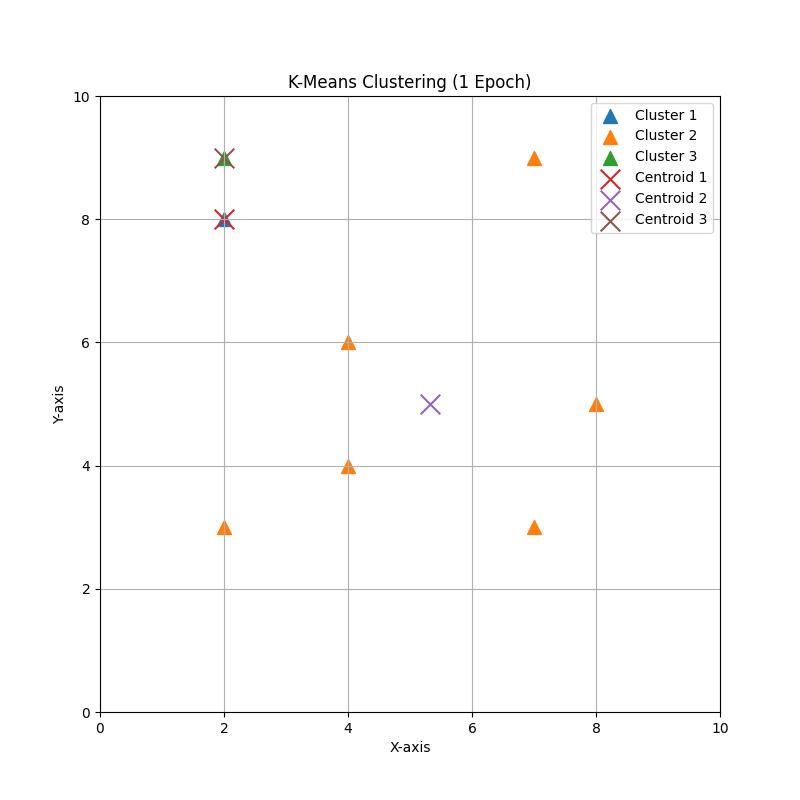 K-Means Clustering (1 Epoch)
10
8
6
4
2
0
Y-axis
Cluster 1
Cluster 2
Cluster 3
Centroid 1
Centroid 2
Centroid 3
0 2 4 6 8 10
X-axis